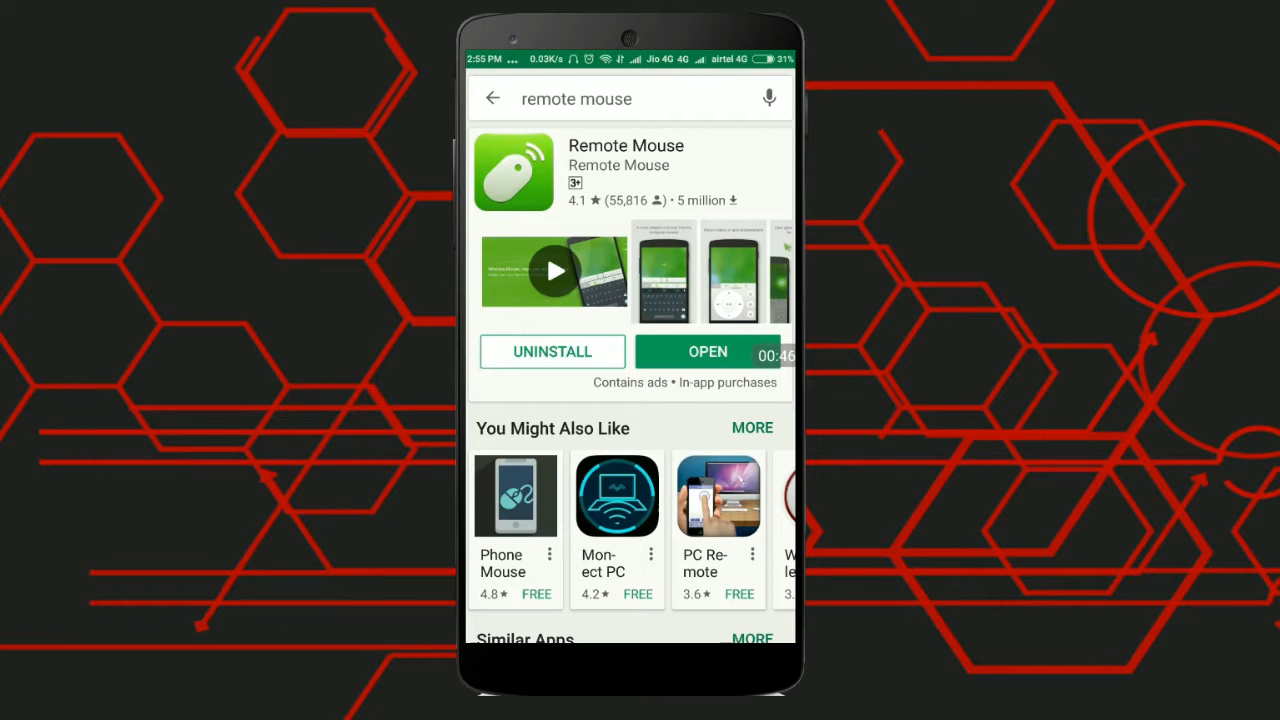 2:55 PM ... 0.03K/s Jio 4G 4G airtel 4G 31%
remote mouse
Remote Mouse
Remote Mouse
3+
4.1 ★ (55,816 ) • 5 million
UNINSTALL
OPEN
00:46
Contains ads • In-app purchases
You Might Also Like
MORE
Phone
Mouse
4.8★ FREE
Mon-
ect PC
4.2★ FREE
PC Re-
mote
3.6★ FREE
W
le
3.
Similar Apps
MORE